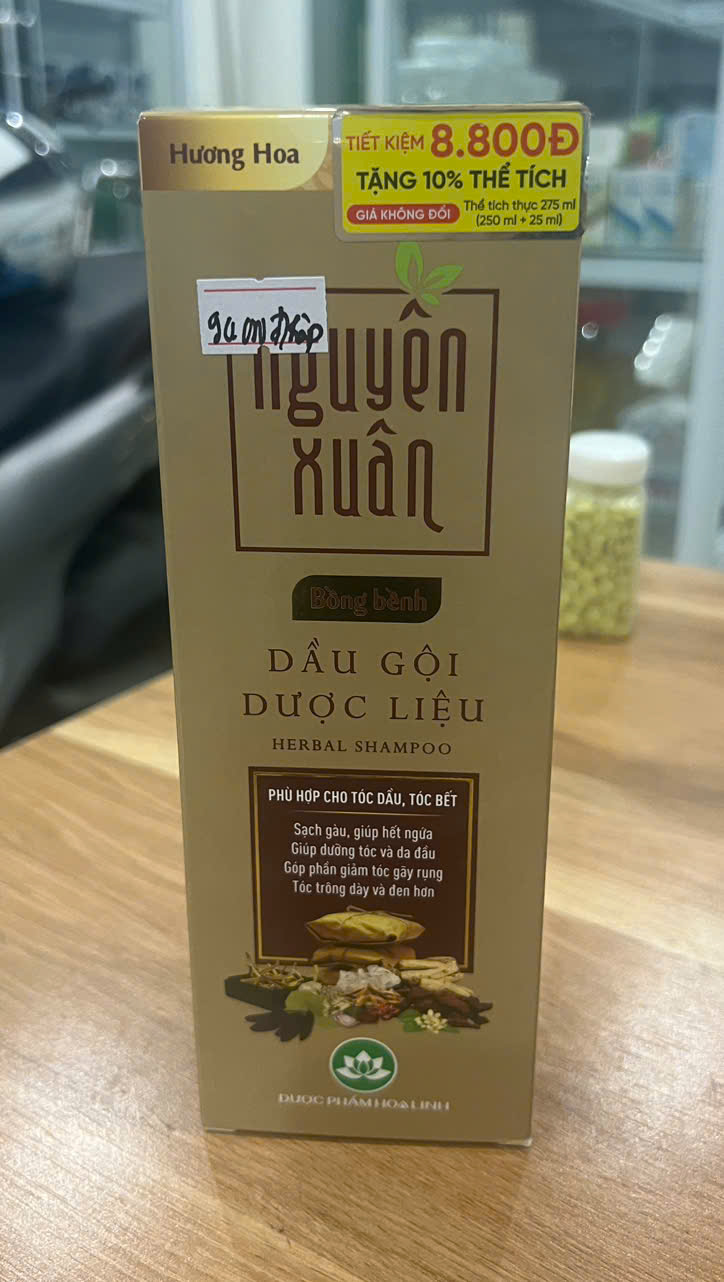 Hương Hoa
TIẾT KIỆM 8.800Đ
TẶNG 10% THỂ TÍCH
GIÁ KHÔNG ĐỔI
Thể tích thực 275 ml
(250 ml + 25 ml)
nguyên
xuân
Bồng bềnh
DẦU GỘI
DƯỢC LIỆU
HERBAL SHAMPOO
PHÙ HỢP CHO TÓC DẦU, TÓC BẾT
Sạch gàu, giúp hết ngứa
Giúp dưỡng tóc và da đầu
Góp phần giảm tóc gãy rụng
Tóc trông dày và đen hơn
DƯỢC PHẨM HOA LINH